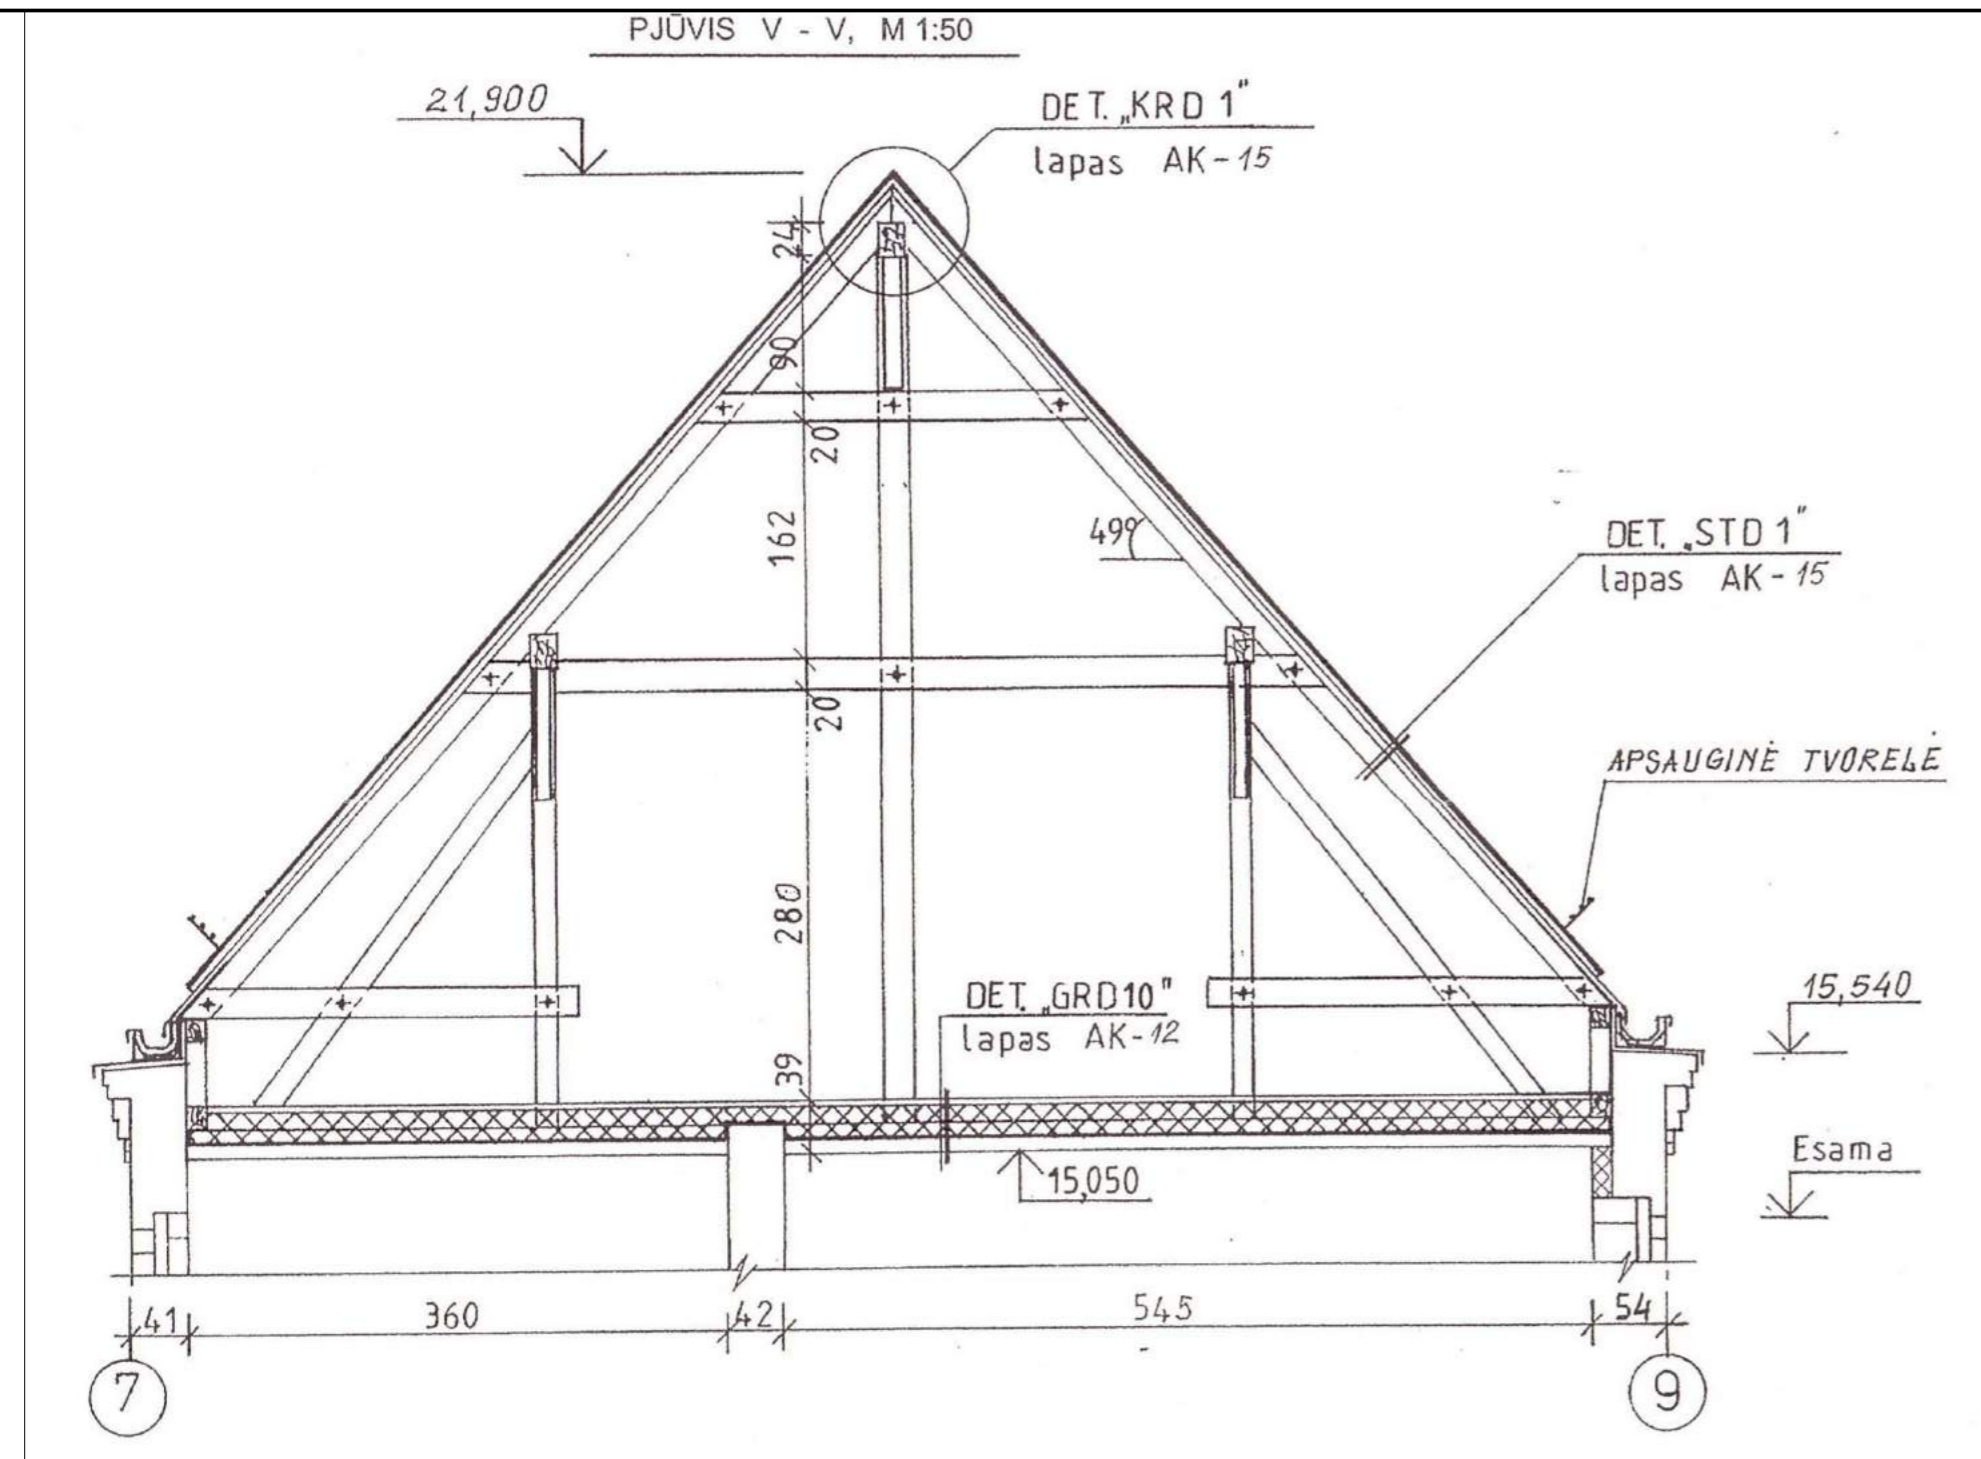 PJŪVIS V - V, M 1:50
21,900
DET. „KRD 1"
lapas AK-15
24
90
20
162
49°
DET. „STD 1"
lapas AK-15
20
APSAUGINĖ TVORELĖ
280
DET. „GRD10"
lapas AK-12
15,540
39
Esama
15,050
41 360 42 545 54
7 9